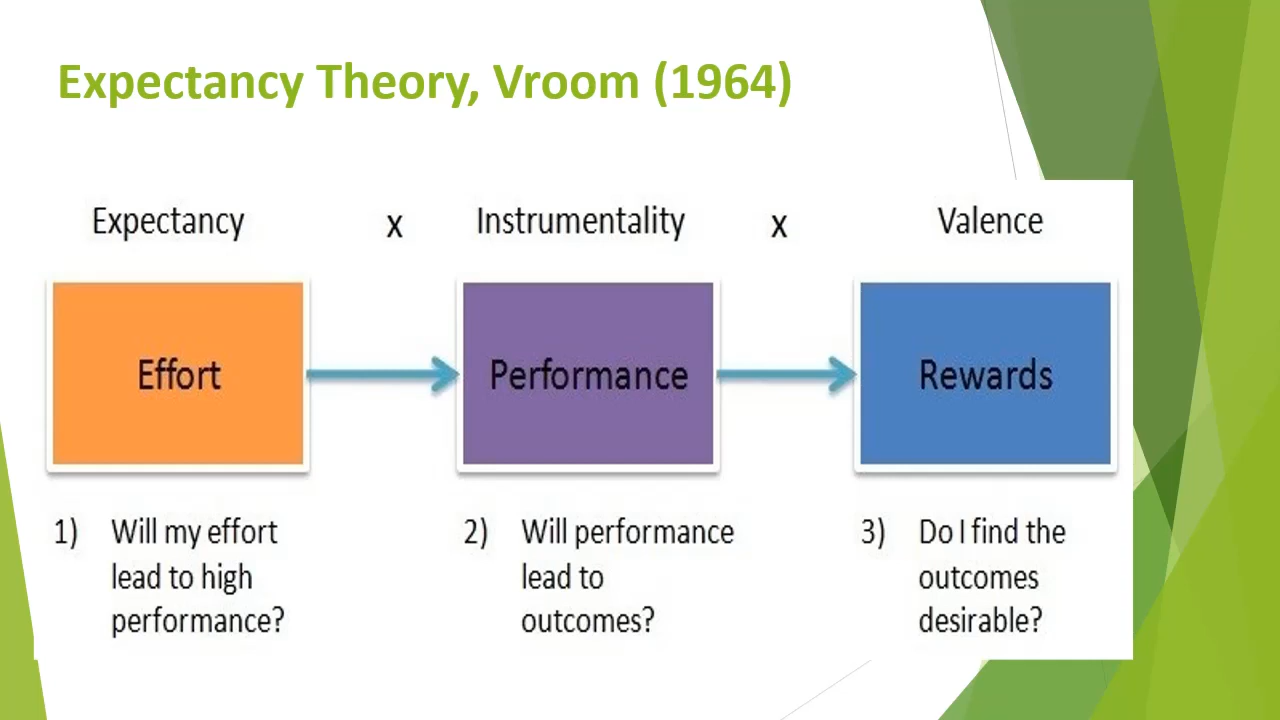 Expectancy Theory, Vroom (1964)
Expectancy x Instrumentality x Valence
Effort
Performance
Rewards
1) Will my effort
lead to high
performance?
2) Will performance
lead to
outcomes?
3) Do I find the
outcomes
desirable?